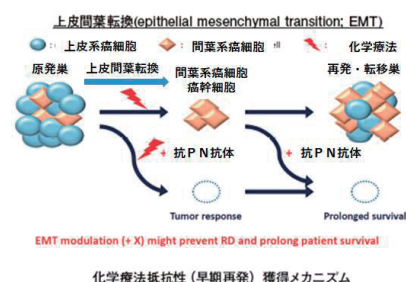 上皮間葉転換(epithelial mesenchymal transition; EMT)
: 上皮系癌細胞 : 間葉系癌細胞 : 化学療法
原発巣 上皮間葉転換 間葉系癌細胞 再発・転移巣
癌幹細胞
+ 抗PN抗体 + 抗PN抗体
Tumor response Prolonged survival
EMT modulation (+ X) might prevent RD and prolong patient survival
化学療法抵抗性(早期再発)獲得メカニズム